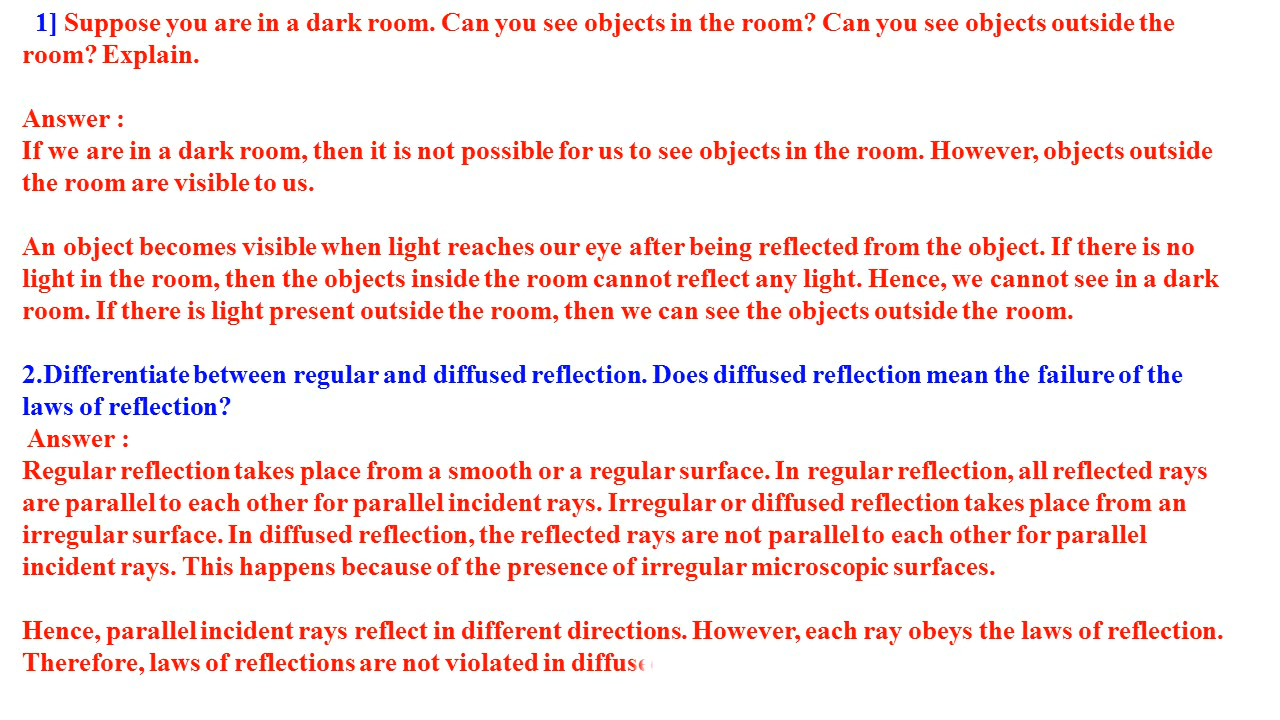 1] Suppose you are in a dark room. Can you see objects in the room? Can you see objects outside the
room? Explain.
Answer :
If we are in a dark room, then it is not possible for us to see objects in the room. However, objects outside
the room are visible to us.
An object becomes visible when light reaches our eye after being reflected from the object. If there is no
light in the room, then the objects inside the room cannot reflect any light. Hence, we cannot see in a dark
room. If there is light present outside the room, then we can see the objects outside the room.
2.Differentiate between regular and diffused reflection. Does diffused reflection mean the failure of the
laws of reflection?
Answer :
Regular reflection takes place from a smooth or a regular surface. In regular reflection, all reflected rays
are parallel to each other for parallel incident rays. Irregular or diffused reflection takes place from an
irregular surface. In diffused reflection, the reflected rays are not parallel to each other for parallel
incident rays. This happens because of the presence of irregular microscopic surfaces.
Hence, parallel incident rays reflect in different directions. However, each ray obeys the laws of reflection.
Therefore, laws of reflections are not violated in